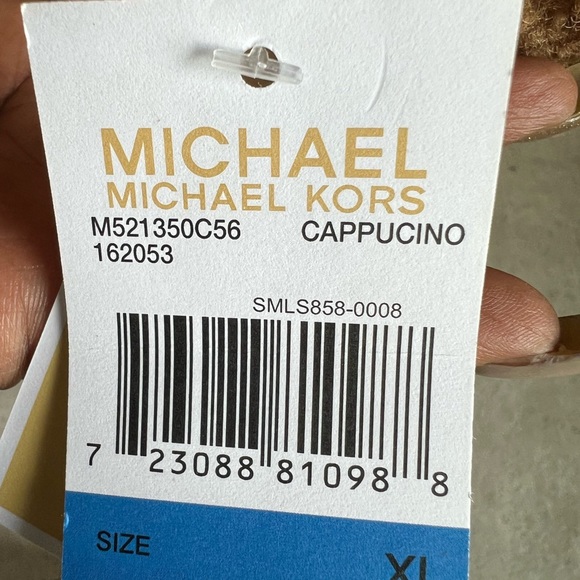 MICHAEL
MICHAEL KORS
M521350C56 CAPPUCINO
162053
SMLS858-0008
7 23088 81098 8
SIZE
XL